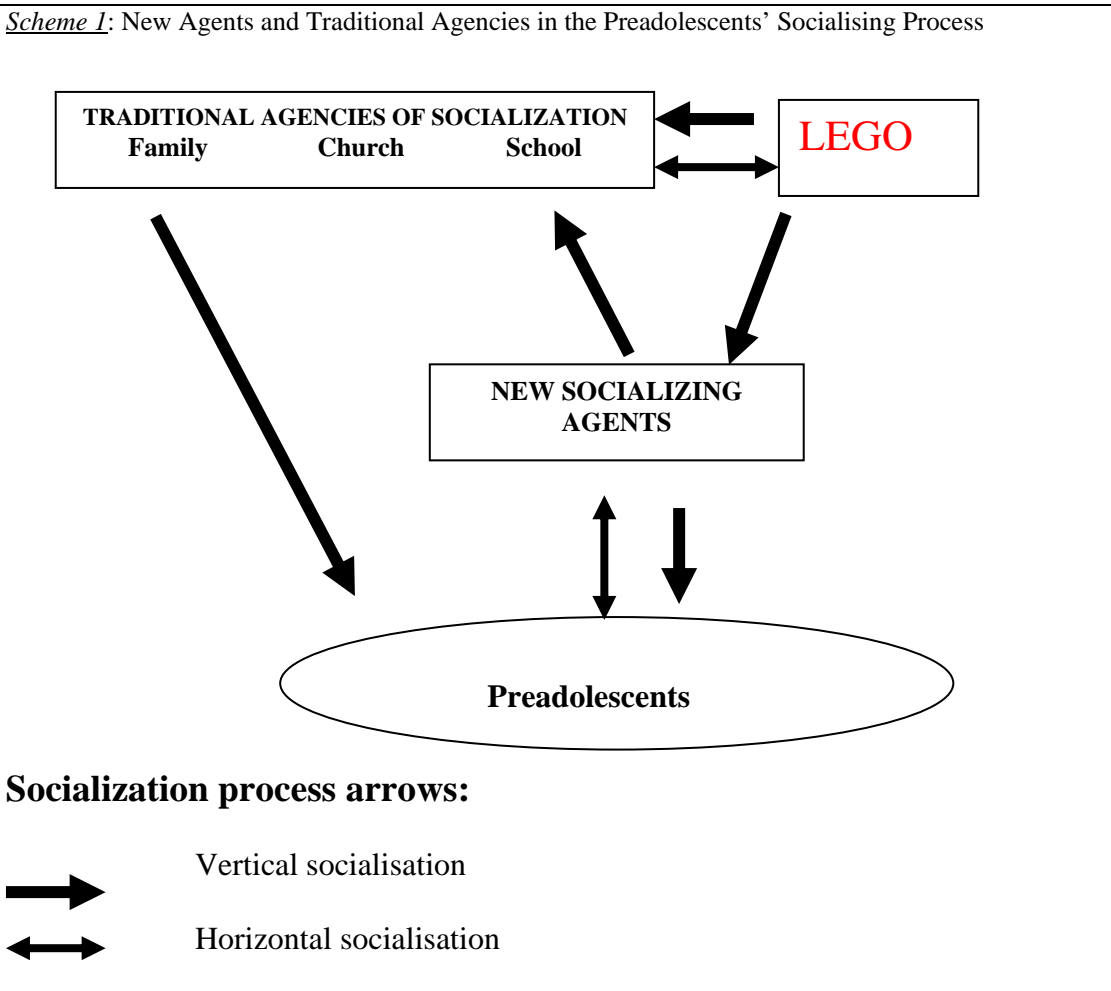 Scheme 1: New Agents and Traditional Agencies in the Preadolescents’ Socialising Process
TRADITIONAL AGENCIES OF SOCIALIZATION
Family Church School
LEGO
NEW SOCIALIZING
AGENTS
Preadolescents
Socialization process arrows:
Vertical socialisation
Horizontal socialisation